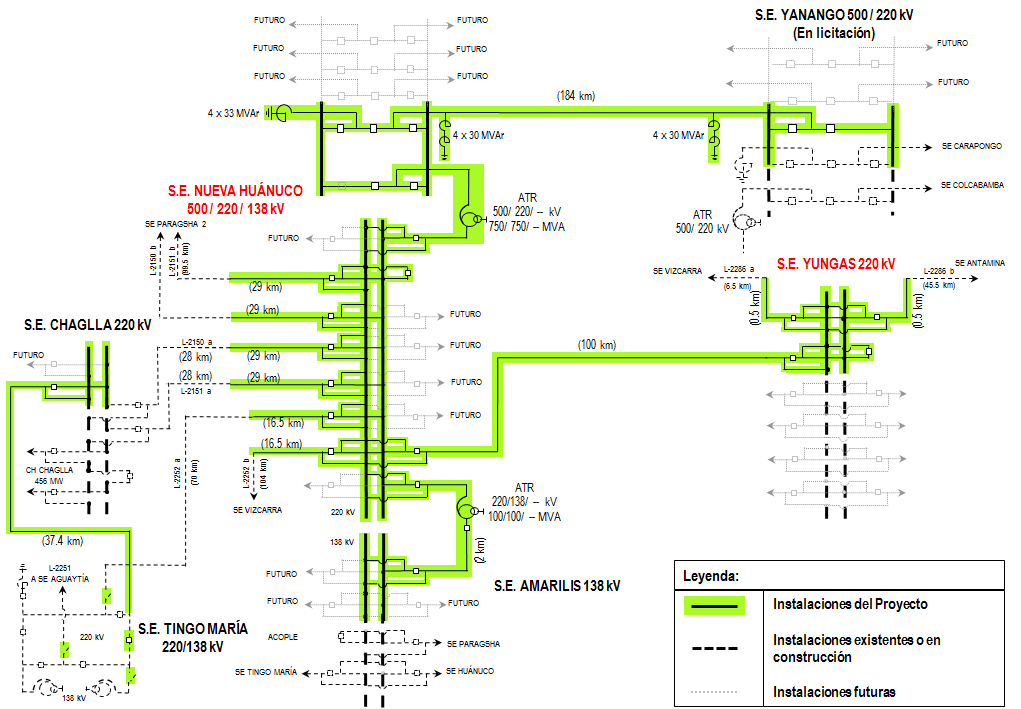 S.E. YANANGO 500 / 220 kV
(En licitación)
FUTURO
FUTURO
FUTURO
FUTURO
FUTURO
FUTURO
FUTURO
FUTURO
4 x 33 MVAr
(184 km)
4 x 30 MVAr
4 x 30 MVAr
SE CARAPONGO
SE COLCABAMBA
S.E. NUEVA HUÁNUCO
500 / 220 / 138 kV
ATR
500/ 220/ -- kV
750/ 750/ -- MVA
ATR
500/ 220 kV
SE PARAGSHA 2
L-2150 b
L-2151 b
(89.5 km)
FUTURO
(29 km)
(29 km)
(29 km)
(29 km)
(16.5 km)
(16.5 km)
FUTURO
FUTURO
FUTURO
FUTURO
S.E. YUNGAS 220 kV
SE VIZCARRA
L-2286 a
(6.5 km)
(0.5 km)
SE ANTAMINA
L-2286 b
(45.5 km)
(0.5 km)
(100 km)
S.E. CHAGLLA 220 kV
FUTURO
L-2150 a
(28 km)
(28 km)
L-2151 a
CH CHAGLLA
456 MW
L-2252 a
(70 km)
L-2252 b
(104 km)
SE VIZCARRA
220 kV
ATR
220/138/ -- kV
100/100/ -- MVA
138 kV
(2 km)
(37.4 km)
L-2251
A SE AGUAYTÍA
220 kV
138 kV
S.E. TINGO MARÍA
220/138 kV
S.E. AMARILIS 138 kV
FUTURO
FUTURO
FUTURO
ACOPLE
SE PARAGSHA
SE TINGO MARÍA
SE HUÁNUCO
Leyenda:
Instalaciones del Proyecto
Instalaciones existentes o en
construcción
Instalaciones futuras